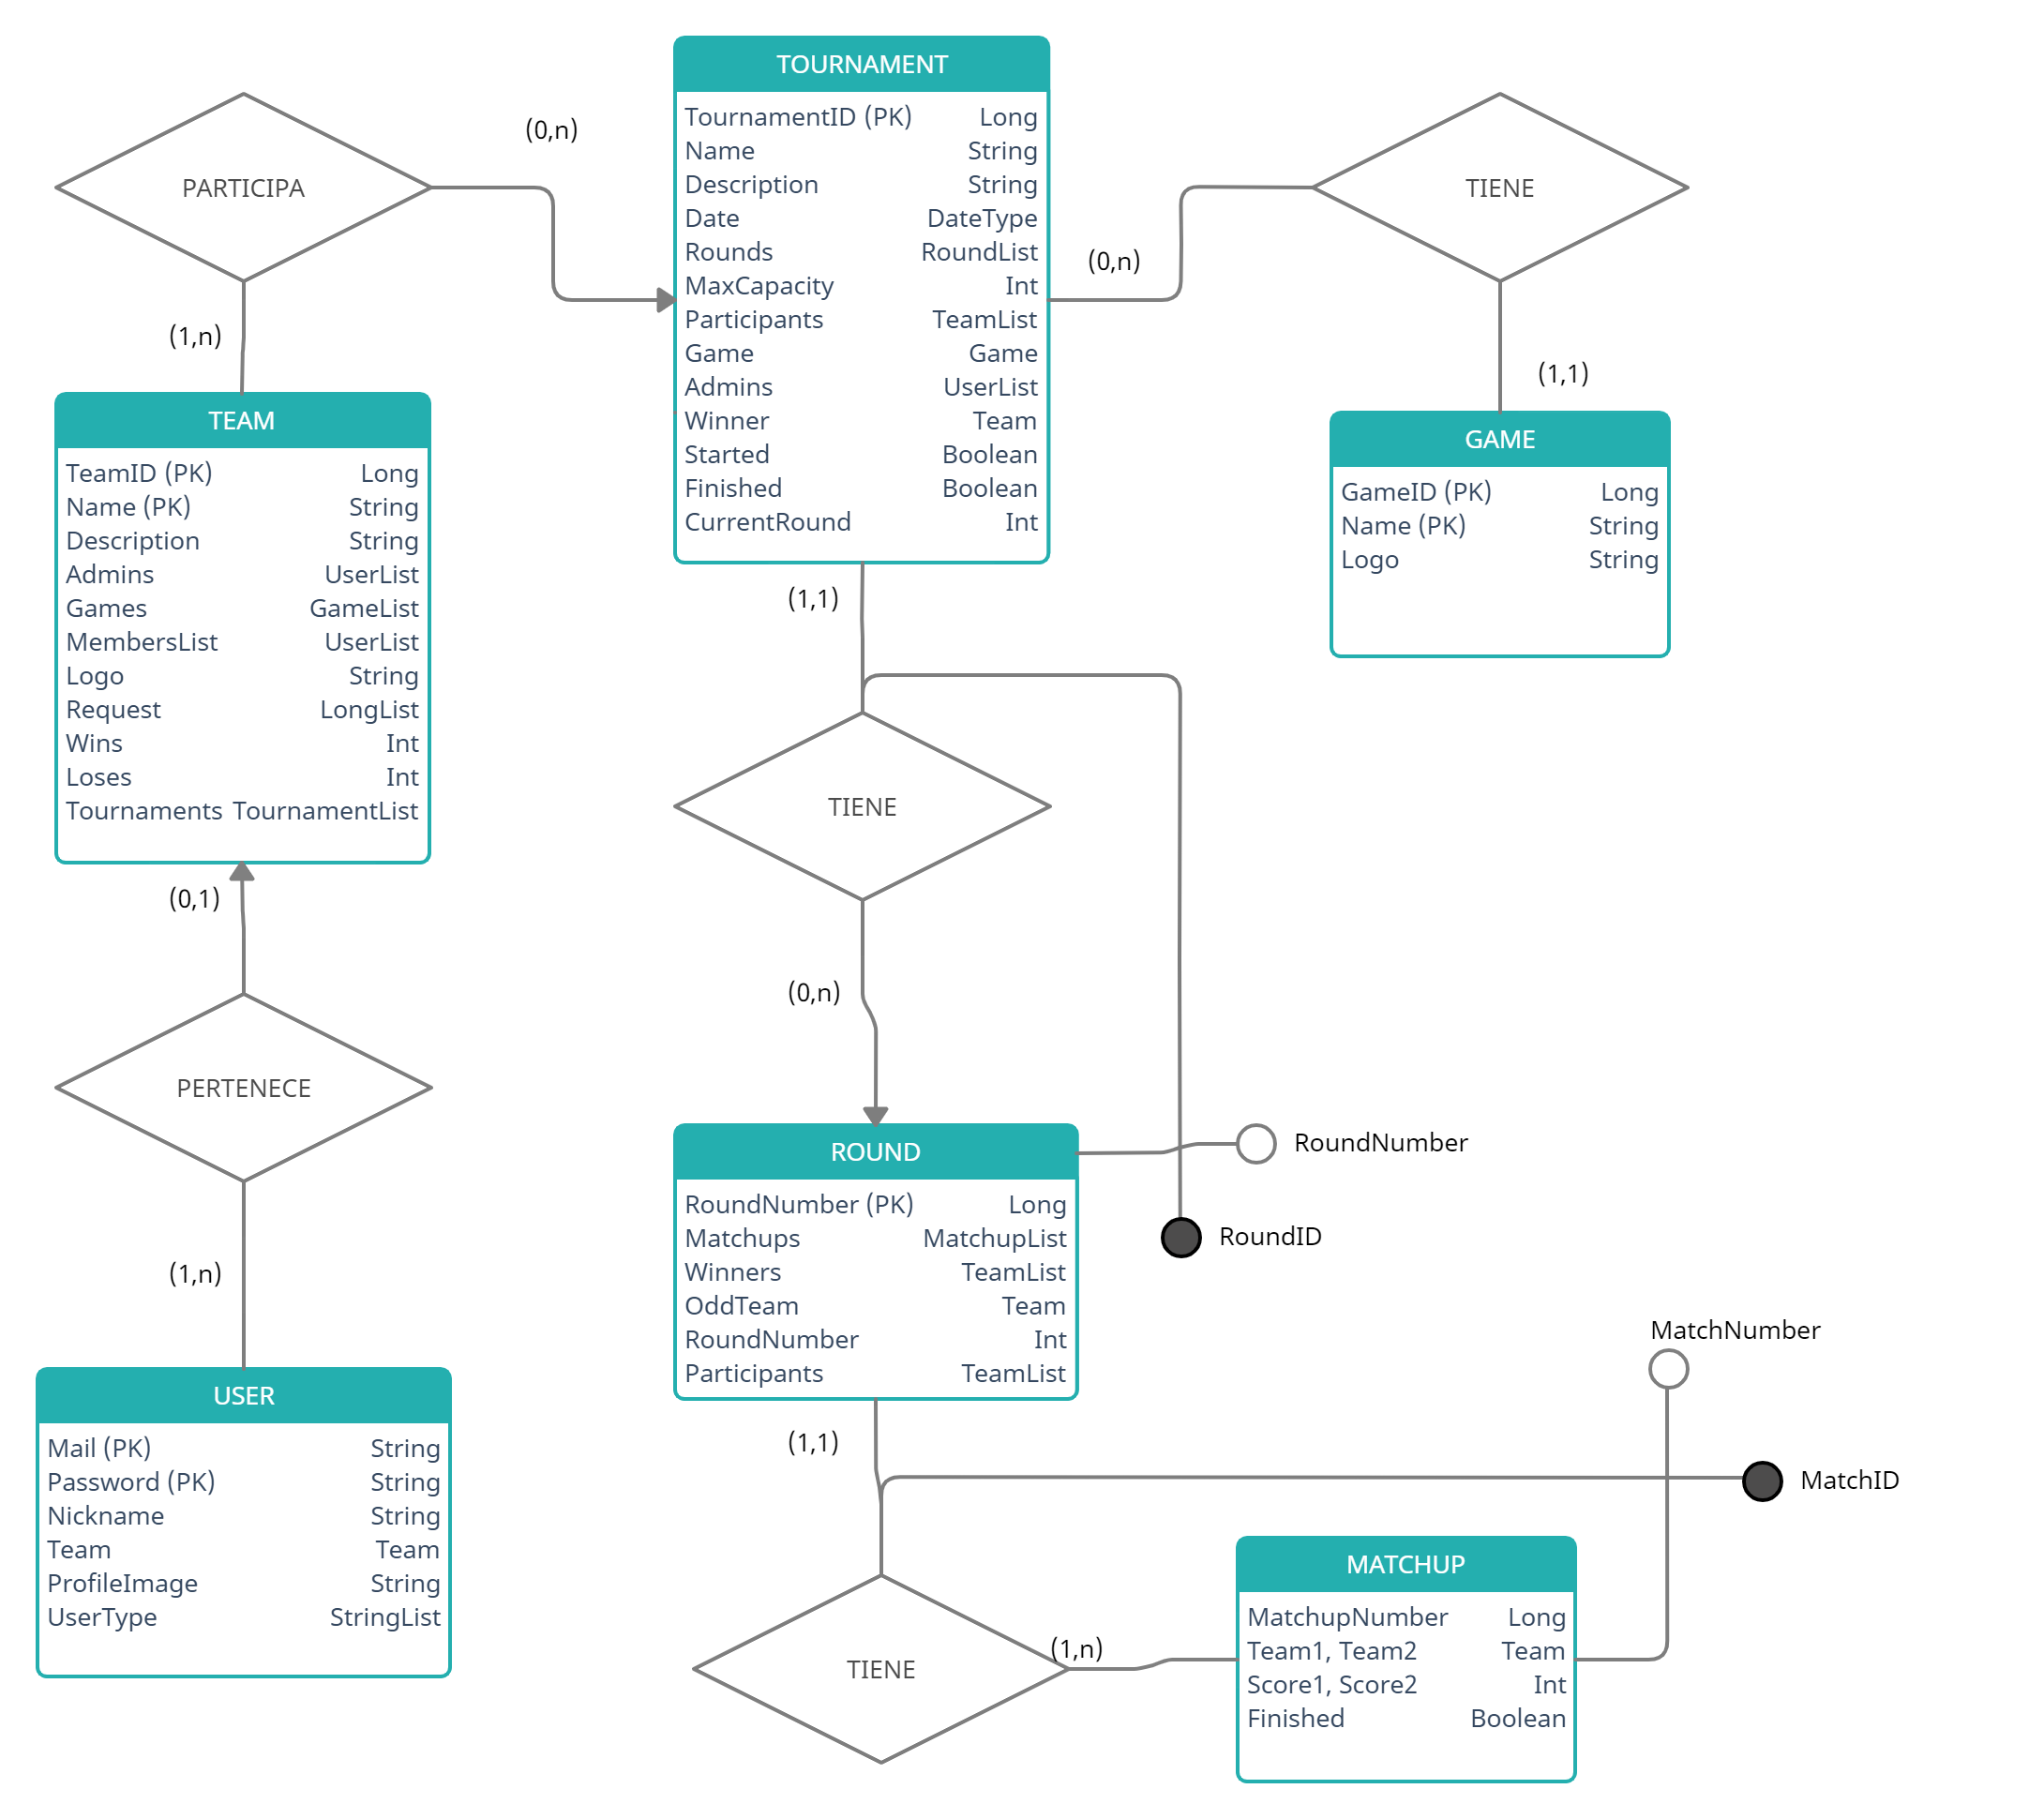 TOURNAMENT
TournamentID (PK) Long
Name String
Description String
Date DateType
Rounds RoundList
MaxCapacity Int
Participants TeamList
Game Game
Admins UserList
Winner Team
Started Boolean
Finished Boolean
CurrentRound Int
PARTICIPA
(0,n)
(1,n)
TIENE
(0,n)
(1,1)
TEAM
TeamID (PK) Long
Name (PK) String
Description String
Admins UserList
Games GameList
MembersList UserList
Logo String
Request LongList
Wins Int
Loses Int
Tournaments TournamentList
GAME
GameID (PK) Long
Name (PK) String
Logo String
(1,1)
TIENE
(0,n)
(0,1)
PERTENECE
(1,n)
ROUND
RoundNumber (PK) Long
Matchups MatchupList
Winners TeamList
OddTeam Team
RoundNumber Int
Participants TeamList
RoundNumber
RoundID
USER
Mail (PK) String
Password (PK) String
Nickname String
Team Team
ProfileImage String
UserType StringList
(1,1)
MatchNumber
MatchID
TIENE
(1,n)
MATCHUP
MatchupNumber Long
Team1, Team2 Team
Score1, Score2 Int
Finished Boolean